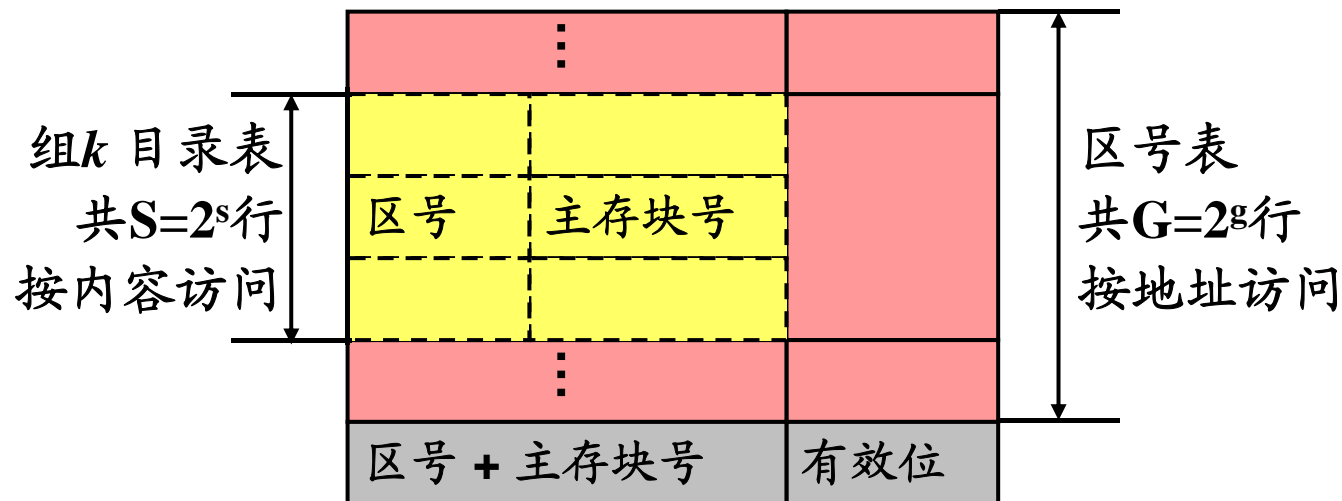 ⋮
组k 目录表
共S=2ˢ行
按内容访问
区号
主存块号
区号表
共G=2ᵍ行
按地址访问
⋮
区号 + 主存块号
有效位